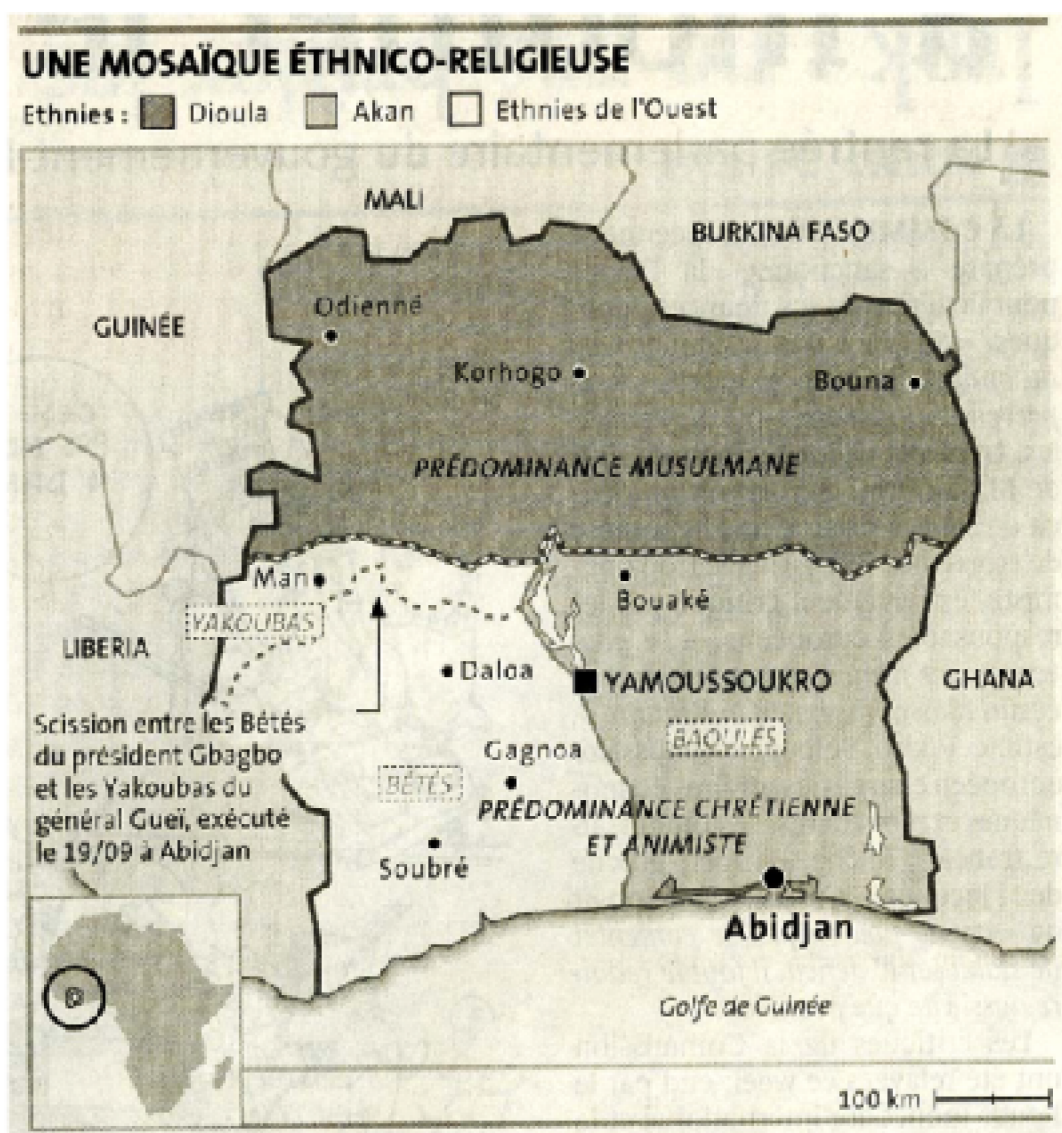 UNE MOSAÏQUE ÉTHNICO-RELIGIEUSE
Ethnies : Dioula Akan Ethnies de l'Ouest
MALI
BURKINA FASO
GUINÉE
Odienné
Korhogo
Bouna
PRÉDOMINANCE MUSULMANE
Man
Bouaké
YAKOUBAS
LIBERIA
Daloa
YAMOUSSOUKRO
GHANA
Scission entre les Bétés
du président Gbagbo
et les Yakoubas du
général Gueï, exécuté
le 19/09 à Abidjan
BAOULÉS
Gagnoa
BÉTÉS
PRÉDOMINANCE CHRÉTIENNE
ET ANIMISTE
Soubré
Abidjan
Golfe de Guinée
100 km